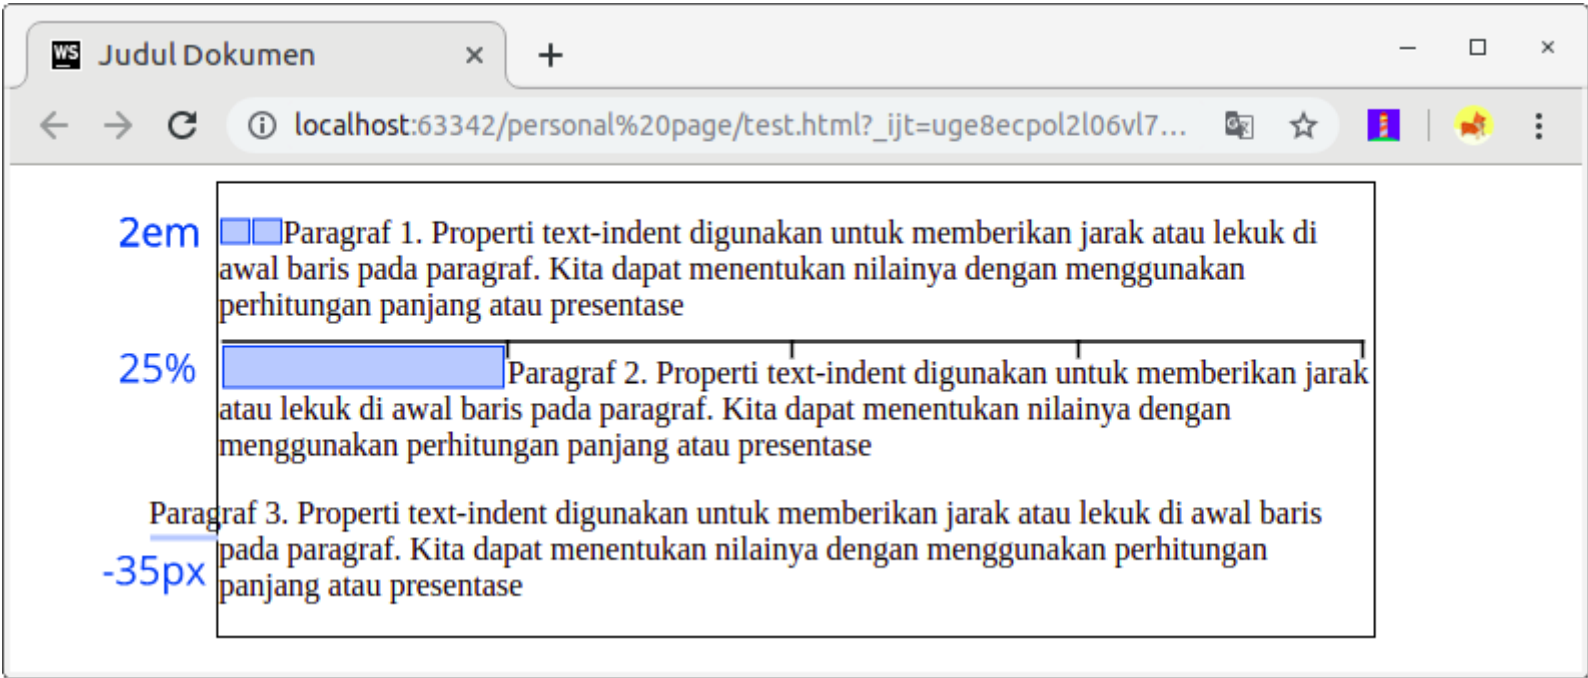 WS Judul Dokumen
localhost:63342/personal%20page/test.html?_ijt=uge8ecpol2l06vl7...
2em Paragraf 1. Properti text-indent digunakan untuk memberikan jarak atau lekuk di
awal baris pada paragraf. Kita dapat menentukan nilainya dengan menggunakan
perhitungan panjang atau presentase
25% Paragraf 2. Properti text-indent digunakan untuk memberikan jarak
atau lekuk di awal baris pada paragraf. Kita dapat menentukan nilainya dengan
menggunakan perhitungan panjang atau presentase
Paragraf 3. Properti text-indent digunakan untuk memberikan jarak atau lekuk di awal baris
pada paragraf. Kita dapat menentukan nilainya dengan menggunakan perhitungan
-35px panjang atau presentase